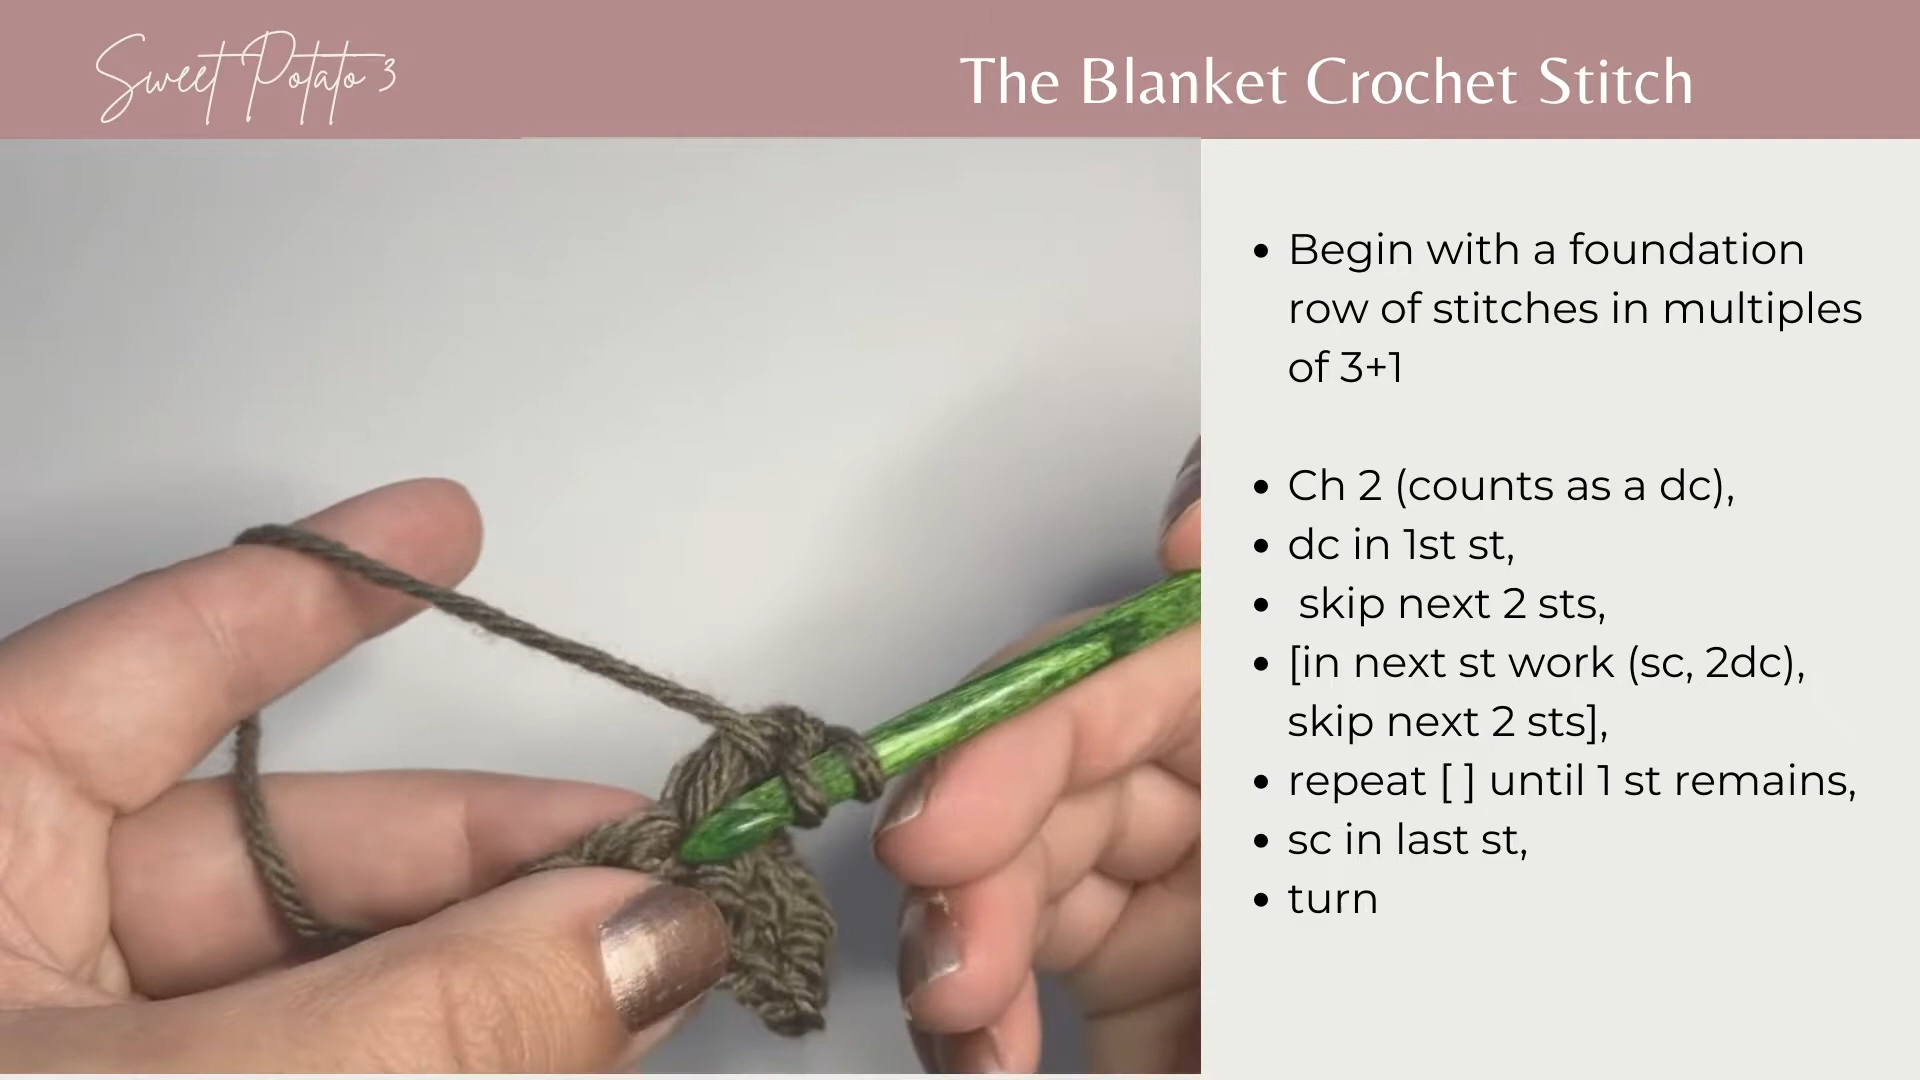 Sweet Potato 3
The Blanket Crochet Stitch
• Begin with a foundation
row of stitches in multiples
of 3+1
• Ch 2 (counts as a dc),
• dc in 1st st,
• skip next 2 sts,
• [in next st work (sc, 2dc),
skip next 2 sts],
• repeat [ ] until 1 st remains,
• sc in last st,
• turn